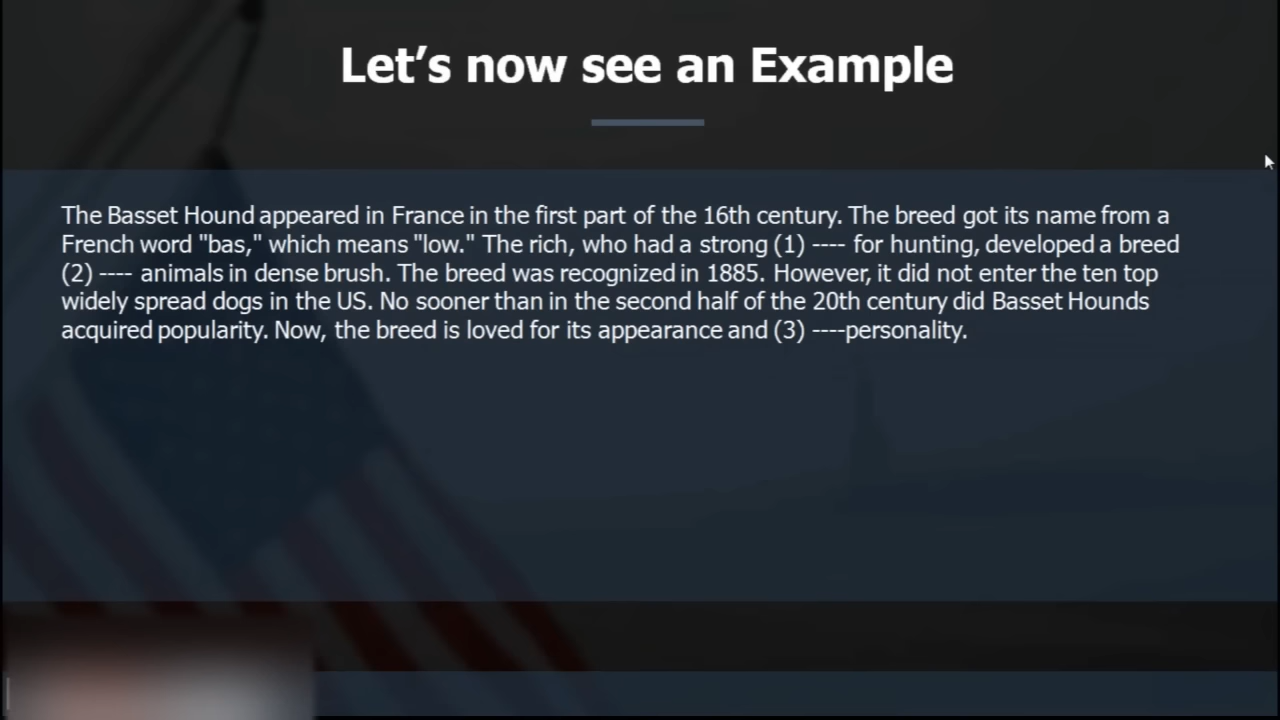 Let’s now see an Example
The Basset Hound appeared in France in the first part of the 16th century. The breed got its name from a
French word "bas," which means "low." The rich, who had a strong (1) ---- for hunting, developed a breed
(2) ---- animals in dense brush. The breed was recognized in 1885. However, it did not enter the ten top
widely spread dogs in the US. No sooner than in the second half of the 20th century did Basset Hounds
acquired popularity. Now, the breed is loved for its appearance and (3) ----personality.